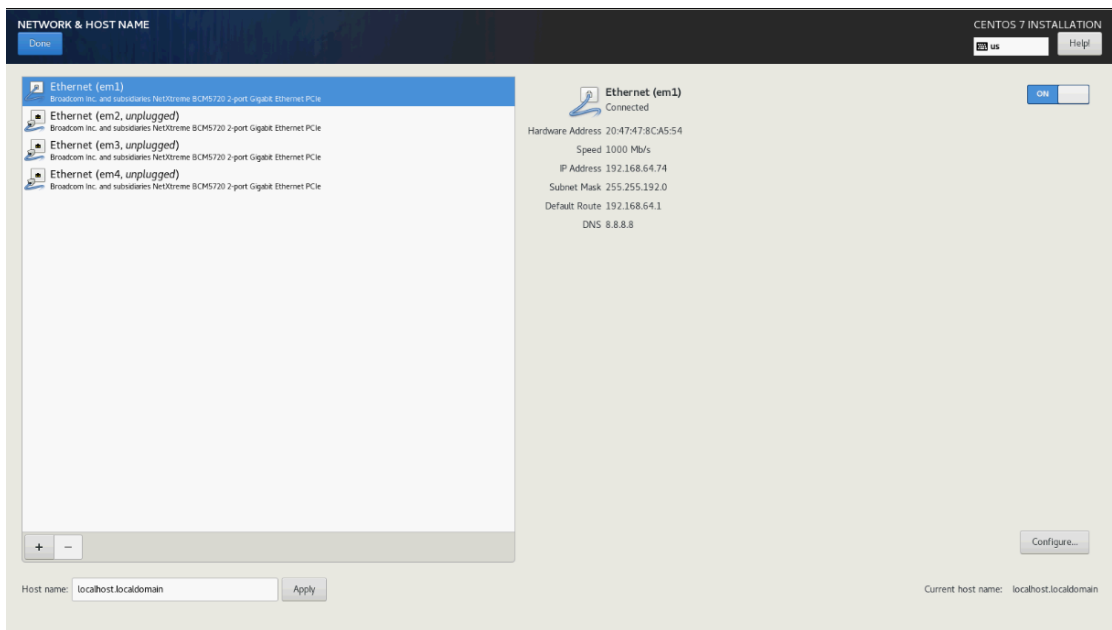 NETWORK & HOST NAME
CENTOS 7 INSTALLATION
Done
us
Help!
Ethernet (em1)
Broadcom Inc. and subsidiaries NetXtreme BCM5720 2-port Gigabit Ethernet PCIe
Ethernet (em2, unplugged)
Broadcom Inc. and subsidiaries NetXtreme BCM5720 2-port Gigabit Ethernet PCIe
Ethernet (em3, unplugged)
Broadcom Inc. and subsidiaries NetXtreme BCM5720 2-port Gigabit Ethernet PCIe
Ethernet (em4, unplugged)
Broadcom Inc. and subsidiaries NetXtreme BCM5720 2-port Gigabit Ethernet PCIe
+ −
Ethernet (em1)
Connected
ON
Hardware Address 20:47:47:8C:A5:54
Speed 1000 Mb/s
IP Address 192.168.64.74
Subnet Mask 255.255.192.0
Default Route 192.168.64.1
DNS 8.8.8.8
Configure...
Host name: localhost.localdomain Apply
Current host name: localhost.localdomain